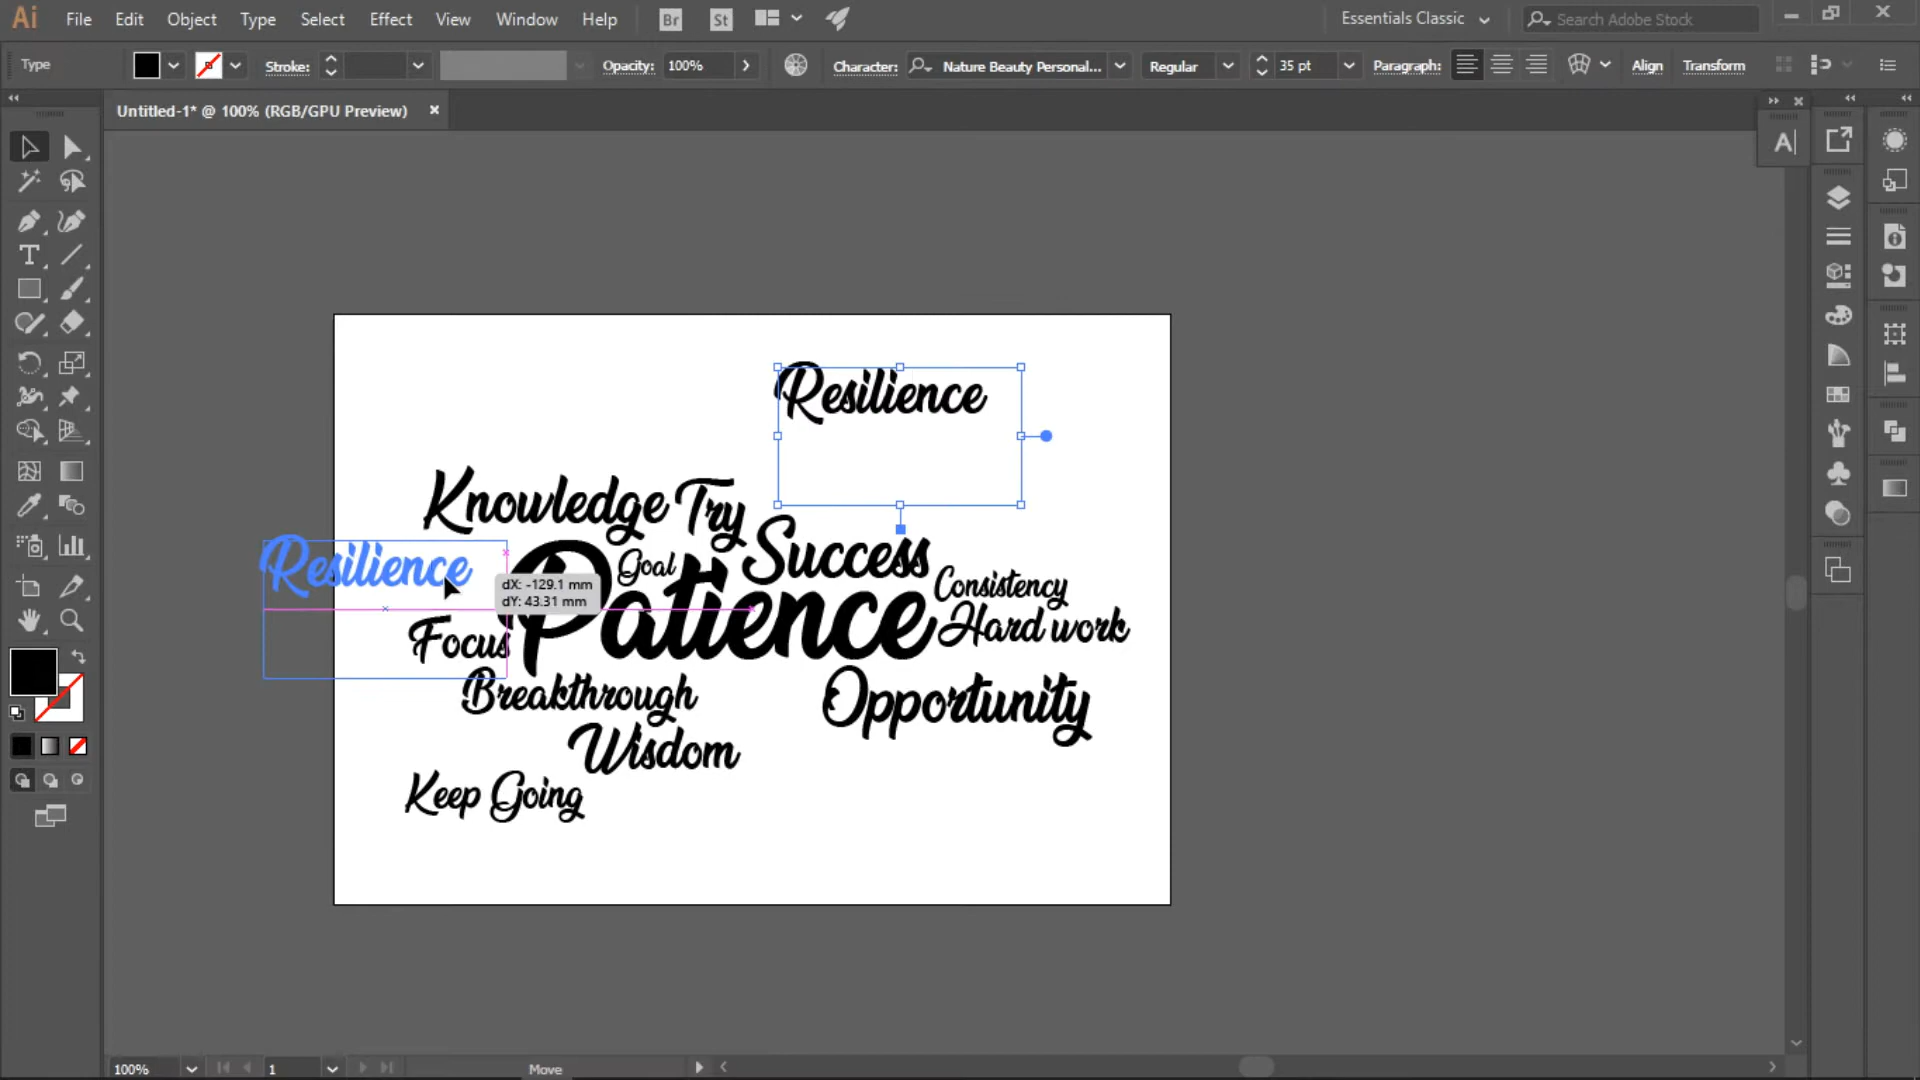 Ai File Edit Object Type Select Effect View Window Help Br St Essentials Classic Search Adobe Stock
Type Stroke: Opacity: 100% Character: Nature Beauty Personal... Regular 35 pt Paragraph: Align Transform
Untitled-1* @ 100% (RGB/GPU Preview)
A
Resilience
Knowledge Try
Success
Resilience
Goal
Consistency
dX: -129.1 mm
dY: 43.31 mm
Patience
Hard work
Focus
Breakthrough
Opportunity
Wisdom
Keep Going
100% 1 Move